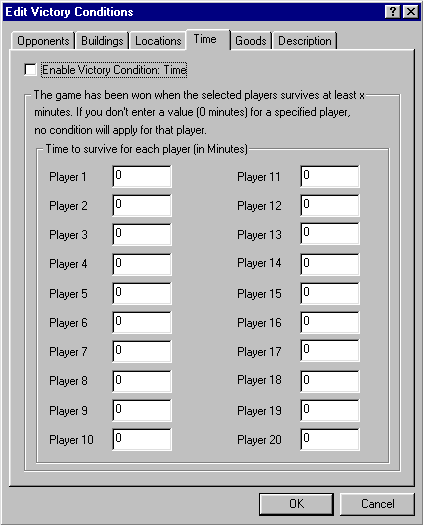 Edit Victory Conditions
Opponents Buildings Locations Time Goods Description
Enable Victory Condition: Time
The game has been won when the selected players survives at least x
minutes. If you don't enter a value (0 minutes) for a specified player,
no condition will apply for that player.
Time to survive for each player (in Minutes)
Player 1 0 Player 11 0
Player 2 0 Player 12 0
Player 3 0 Player 13 0
Player 4 0 Player 14 0
Player 5 0 Player 15 0
Player 6 0 Player 16 0
Player 7 0 Player 17 0
Player 8 0 Player 18 0
Player 9 0 Player 19 0
Player 10 0 Player 20 0
OK Cancel